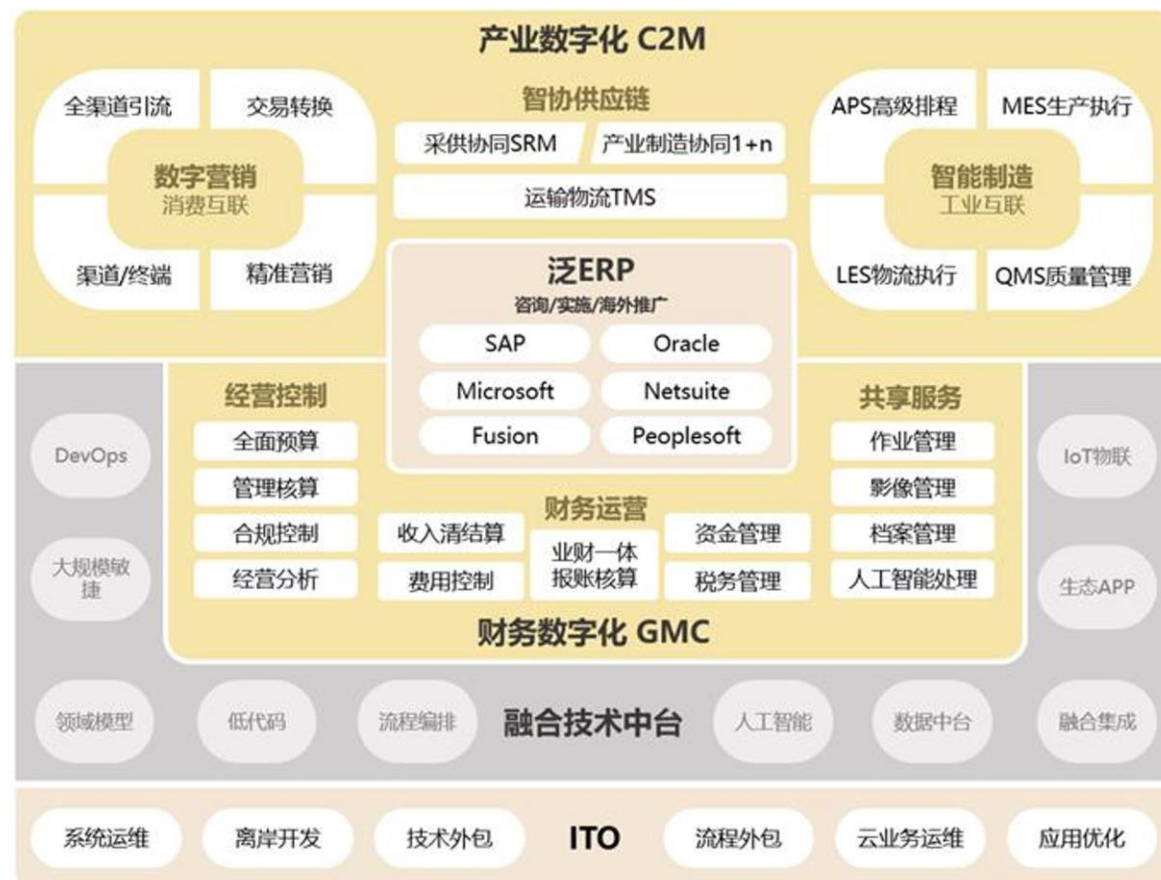 产业数字化 C2M
全渠道引流
交易转换
数字营销
消费互联
渠道/终端
精准营销
智协供应链
采供协同SRM
产业制造协同1+n
运输物流TMS
APS高级排程
MES生产执行
智能制造
工业互联
LES物流执行
QMS质量管理
泛ERP
咨询/实施/海外推广
SAP
Oracle
Microsoft
Netsuite
Fusion
Peoplesoft
经营控制
全面预算
管理核算
合规控制
经营分析
财务运营
收入清结算
费用控制
业财一体
报账核算
资金管理
税务管理
共享服务
作业管理
影像管理
档案管理
人工智能处理
财务数字化 GMC
DevOps
大规模敏
捷
IoT物联
生态APP
领域模型
低代码
流程编排
融合技术中台
人工智能
数据中台
融合集成
系统运维
离岸开发
技术外包
ITO
流程外包
云业务运维
应用优化